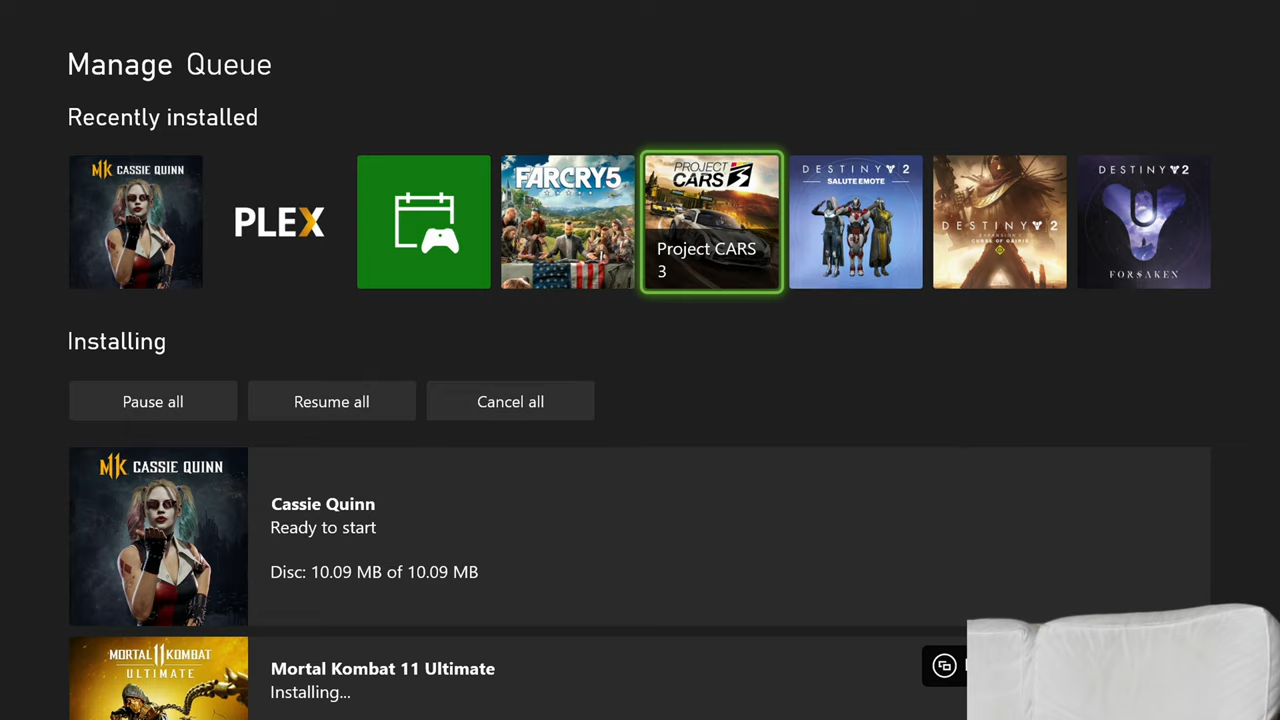 Manage Queue
Recently installed
MK CASSIE QUINN
PLEX
FARCRY5
PROJECT
CARS 3
Project CARS
3
DESTINY 2
SALUTE EMOTE
DESTINY 2
CURSE OF OSIRIS
DESTINY 2
FORSAKEN
Installing
Pause all
Resume all
Cancel all
MK CASSIE QUINN
Cassie Quinn
Ready to start
Disc: 10.09 MB of 10.09 MB
MORTAL KOMBAT 11
ULTIMATE
Mortal Kombat 11 Ultimate
Installing...